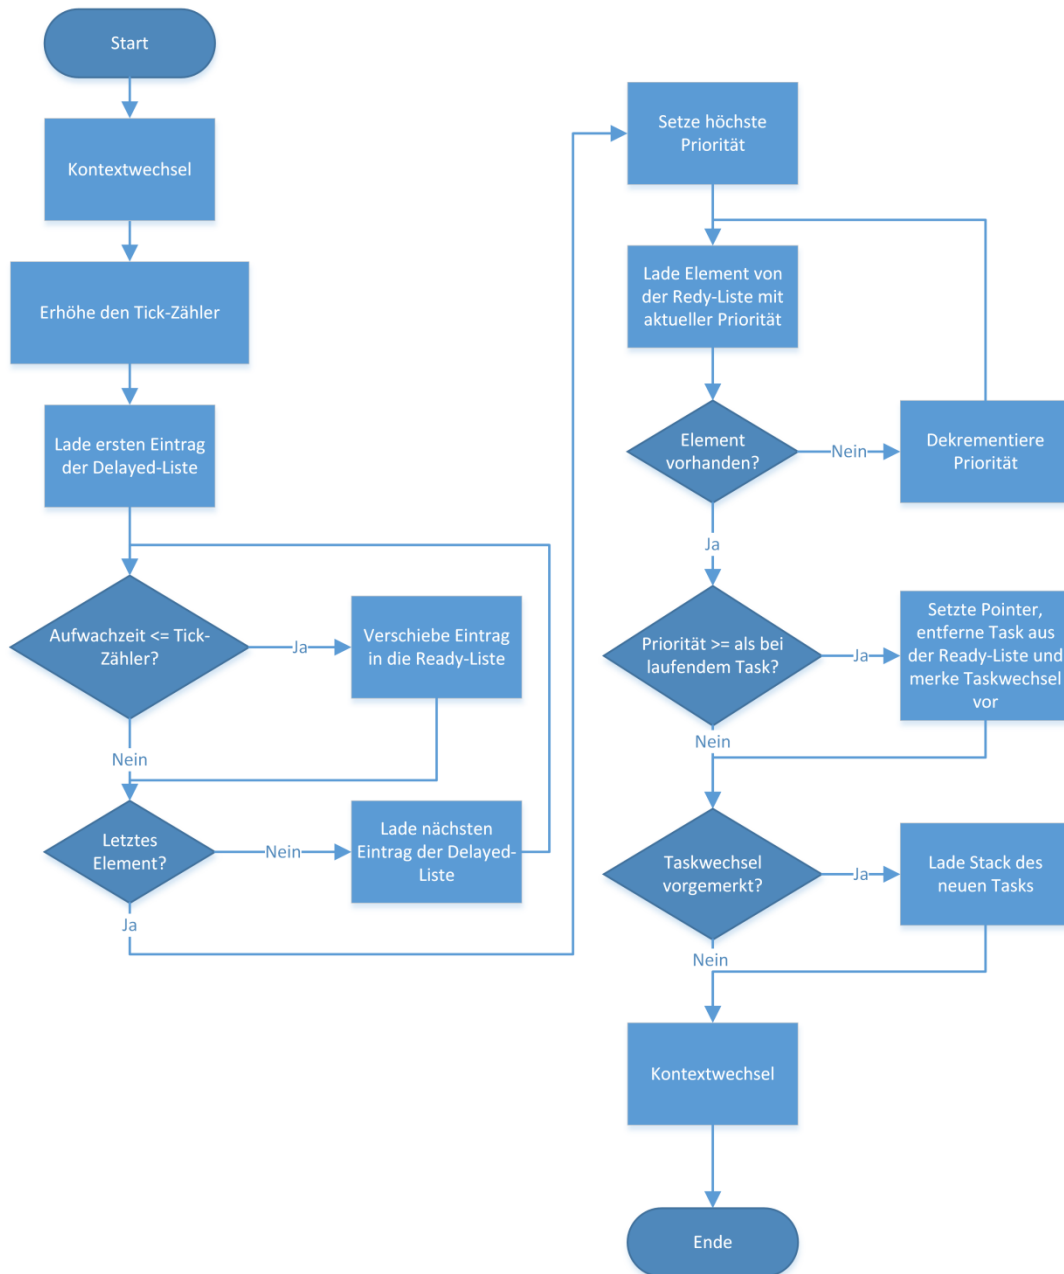 Start
Kontextwechsel
Erhöhe den Tick-Zähler
Lade ersten Eintrag
der Delayed-Liste
Aufwachzeit <= Tick-
Zähler?
Ja
Verschiebe Eintrag
in die Ready-Liste
Nein
Letztes
Element?
Nein
Lade nächsten
Eintrag der Delayed-
Liste
Ja
Setze höchste
Priorität
Lade Element von
der Redy-Liste mit
aktueller Priorität
Element
vorhanden?
Nein
Dekrementiere
Priorität
Ja
Priorität >= als bei
laufendem Task?
Ja
Setzte Pointer,
entferne Task aus
der Ready-Liste und
merke Taskwechsel
vor
Nein
Taskwechsel
vorgemerkt?
Ja
Lade Stack des
neuen Tasks
Nein
Kontextwechsel
Ende